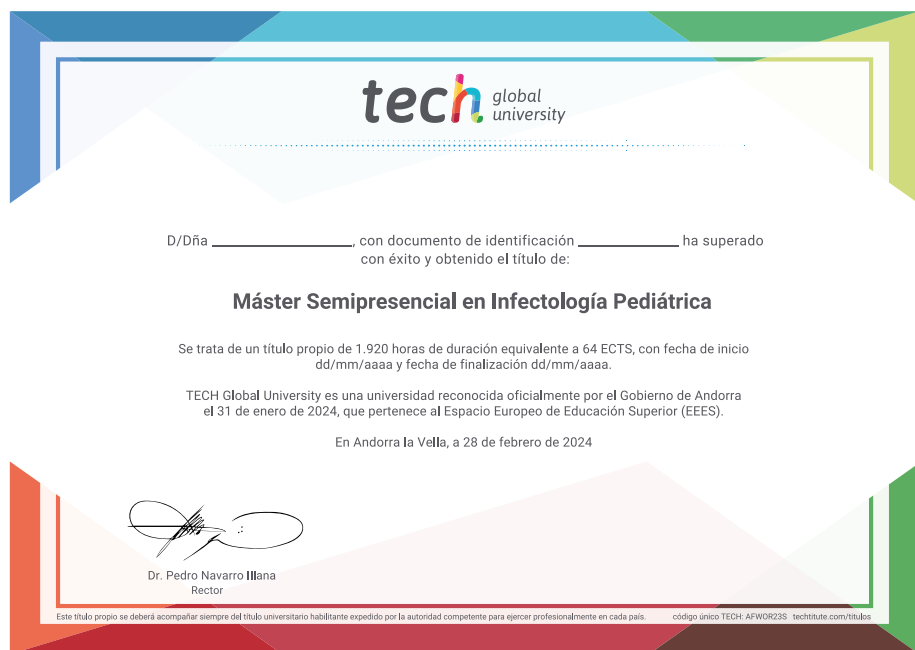 tech global university
D/Dña ______________, con documento de identificación __________ ha superado
con éxito y obtenido el título de:
Máster Semipresencial en Infectología Pediátrica
Se trata de un título propio de 1.920 horas de duración equivalente a 64 ECTS, con fecha de inicio
dd/mm/aaaa y fecha de finalización dd/mm/aaaa.
TECH Global University es una universidad reconocida oficialmente por el Gobierno de Andorra
el 31 de enero de 2024, que pertenece al Espacio Europeo de Educación Superior (EEES).
En Andorra la Vella, a 28 de febrero de 2024
Dr. Pedro Navarro Illana
Rector
Este título propio se deberá acompañar siempre del título universitario habilitante expedido por la autoridad competente para ejercer profesionalmente en cada país. código único TECH: AFWOR23S techtitute.com/titulos